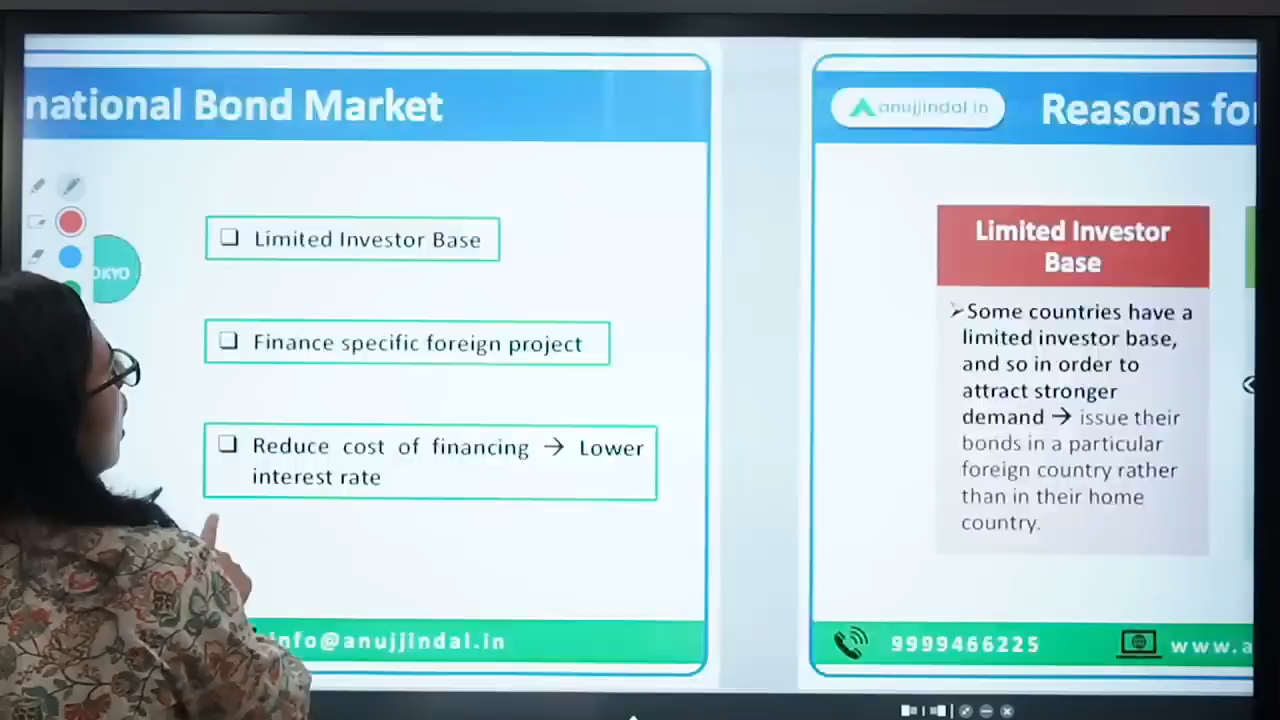 national Bond Market
OKYO
❑ Limited Investor Base
❑ Finance specific foreign project
❑ Reduce cost of financing → Lower
interest rate
info@anujjindal.in
anujjindal.in
Reasons for
Limited Investor
Base
➢Some countries have a
limited investor base,
and so in order to
attract stronger
demand → issue their
bonds in a particular
foreign country rather
than in their home
country.
9999466225
www.a